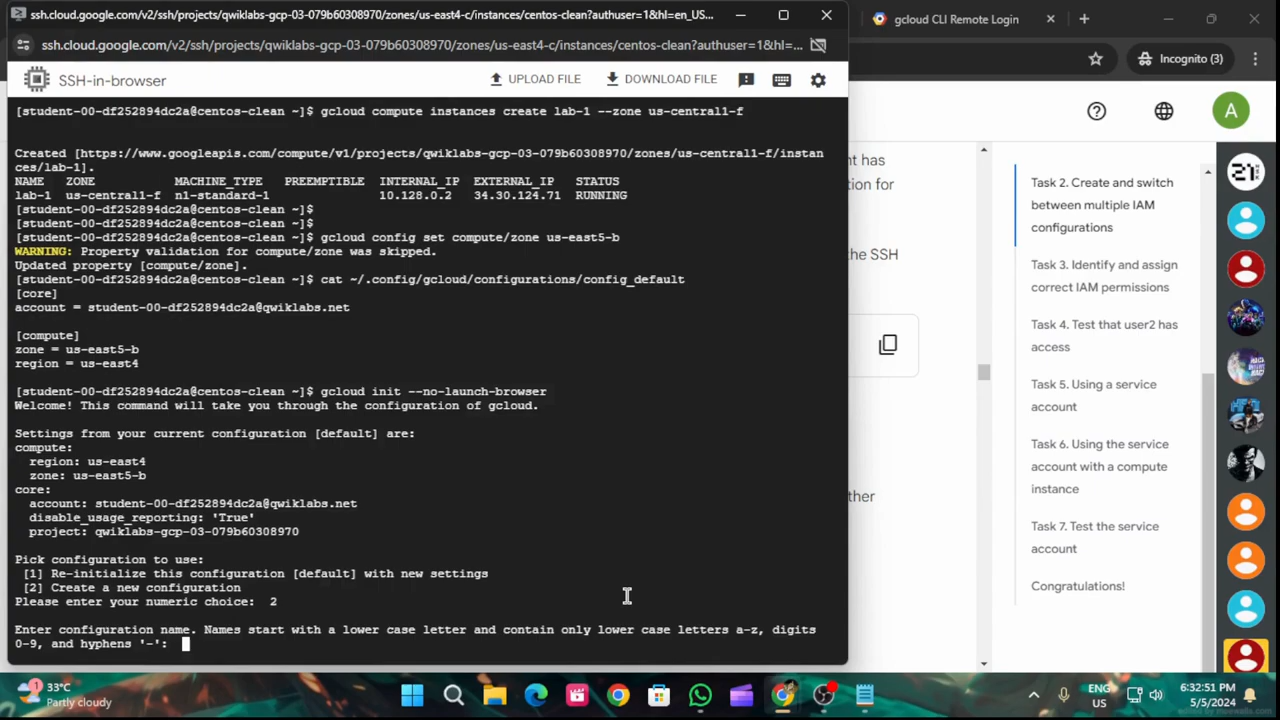 ssh.cloud.google.com/v2/ssh/projects/qwiklabs-gcp-03-079b60308970/zones/us-east4-c/instances/centos-clean?authuser=1&hl=en_US...
gcloud CLI Remote Login
ssh.cloud.google.com/v2/ssh/projects/qwiklabs-gcp-03-079b60308970/zones/us-east4-c/instances/centos-clean?authuser=1&hl=...
Incognito (3)
SSH-in-browser
UPLOAD FILE
DOWNLOAD FILE
A
[student-00-df252894dc2a@centos-clean ~]$ gcloud compute instances create lab-1 --zone us-central1-f
Created [https://www.googleapis.com/compute/v1/projects/qwiklabs-gcp-03-079b60308970/zones/us-central1-f/instan
ces/lab-1].
NAME ZONE MACHINE_TYPE PREEMPTIBLE INTERNAL_IP EXTERNAL_IP STATUS
lab-1 us-central1-f n1-standard-1 10.128.0.2 34.30.124.71 RUNNING
[student-00-df252894dc2a@centos-clean ~]$
[student-00-df252894dc2a@centos-clean ~]$
[student-00-df252894dc2a@centos-clean ~]$ gcloud config set compute/zone us-east5-b
WARNING: Property validation for compute/zone was skipped.
Updated property [compute/zone].
[student-00-df252894dc2a@centos-clean ~]$ cat ~/.config/gcloud/configurations/config_default
[core]
account = student-00-df252894dc2a@qwiklabs.net
[compute]
zone = us-east5-b
region = us-east4
[student-00-df252894dc2a@centos-clean ~]$ gcloud init --no-launch-browser
Welcome! This command will take you through the configuration of gcloud.
Settings from your current configuration [default] are:
compute:
region: us-east4
zone: us-east5-b
core:
account: student-00-df252894dc2a@qwiklabs.net
disable_usage_reporting: 'True'
project: qwiklabs-gcp-03-079b60308970
Pick configuration to use:
[1] Re-initialize this configuration [default] with new settings
[2] Create a new configuration
Please enter your numeric choice: 2
Enter configuration name. Names start with a lower case letter and contain only lower case letters a-z, digits
0-9, and hyphens '-':
nt has
tion for
the SSH
ther
Task 2. Create and switch
between multiple IAM
configurations
Task 3. Identify and assign
correct IAM permissions
Task 4. Test that user2 has
access
Task 5. Using a service
account
Task 6. Using the service
account with a compute
instance
Task 7. Test the service
account
Congratulations!
21
1
33°C
Partly cloudy
ENG
US
6:32:51 PM
5/5/2024